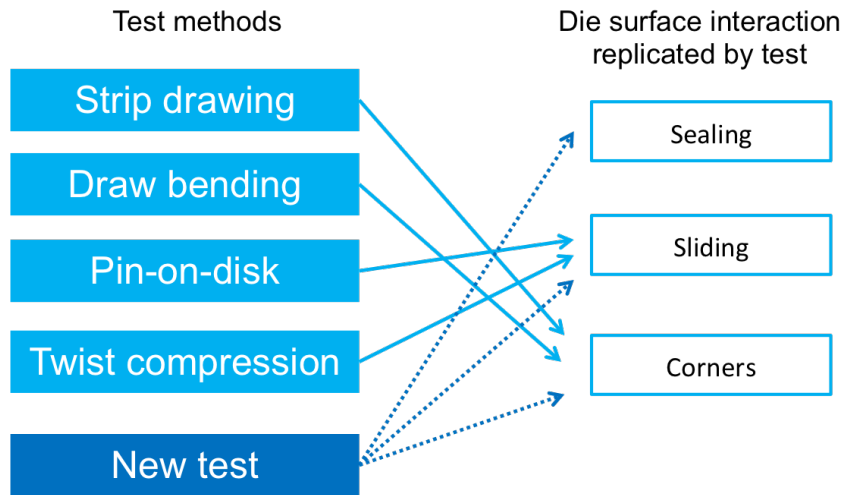 Test methods
Die surface interaction
replicated by test
Strip drawing
Draw bending
Pin-on-disk
Twist compression
New test
Sealing
Sliding
Corners